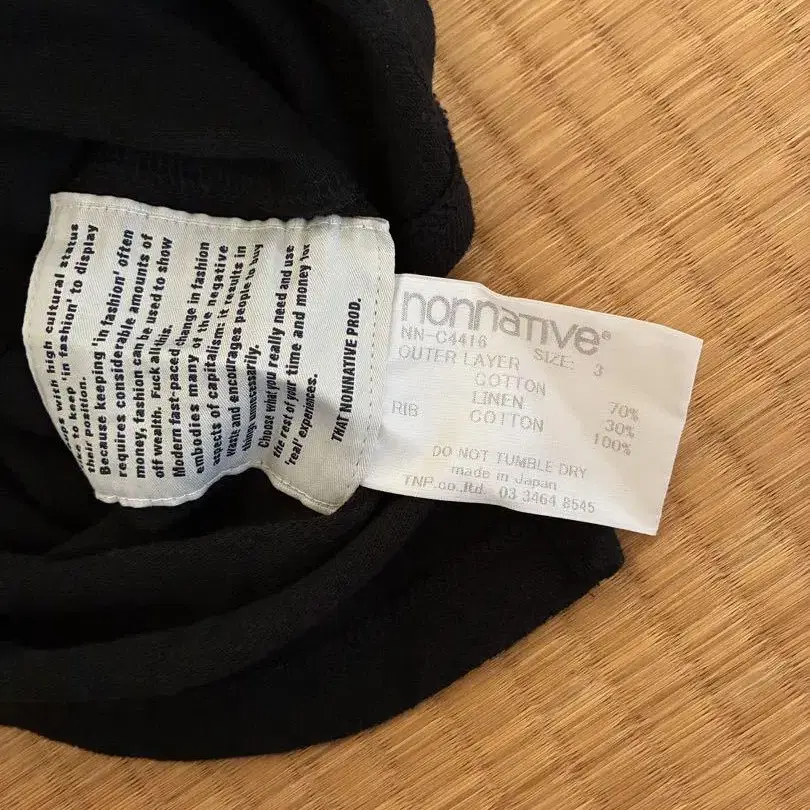 with high cultural status
to keep 'in fashion' to display
their position.
Because keeping 'in fashion' often
requires considerable amounts of
money, fashion can be used to show
off wealth. Fuck all this.
Modern fast-paced change in fashion
embodies many of the negative
aspects of capitalism: it results in
waste and encourages people to buy
things unnecessarily.
Choose what you really need and use
the rest of your time and money for
'real' experiences.
THAT NONNATIVE PROD.
nonnative®
NN-C4416 SIZE: 3
OUTER LAYER
COTTON 70%
LINEN 30%
RIB COTTON 100%
DO NOT TUMBLE DRY
made in Japan
TNP.co.,ltd. 03 3464 8545